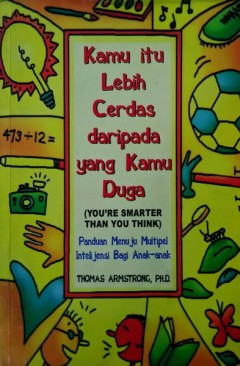 Kamu itu
Lebih
Cerdas
daripada
yang Kamu
Duga
(YOU'RE SMARTER
THAN YOU THINK)
Panduan Menuju Multipel
Intelijensi Bagi Anak-anak
THOMAS ARMSTRONG, PH.D.
473÷12=